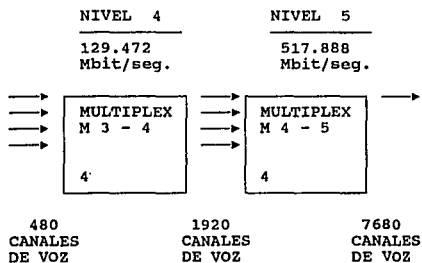 NIVEL 4
129.472
Mbit/seg.
NIVEL 5
517.888
Mbit/seg.
MULTIPLEX
M 3 - 4
4
MULTIPLEX
M 4 - 5
4
480
CANALES
DE VOZ
1920
CANALES
DE VOZ
7680
CANALES
DE VOZ